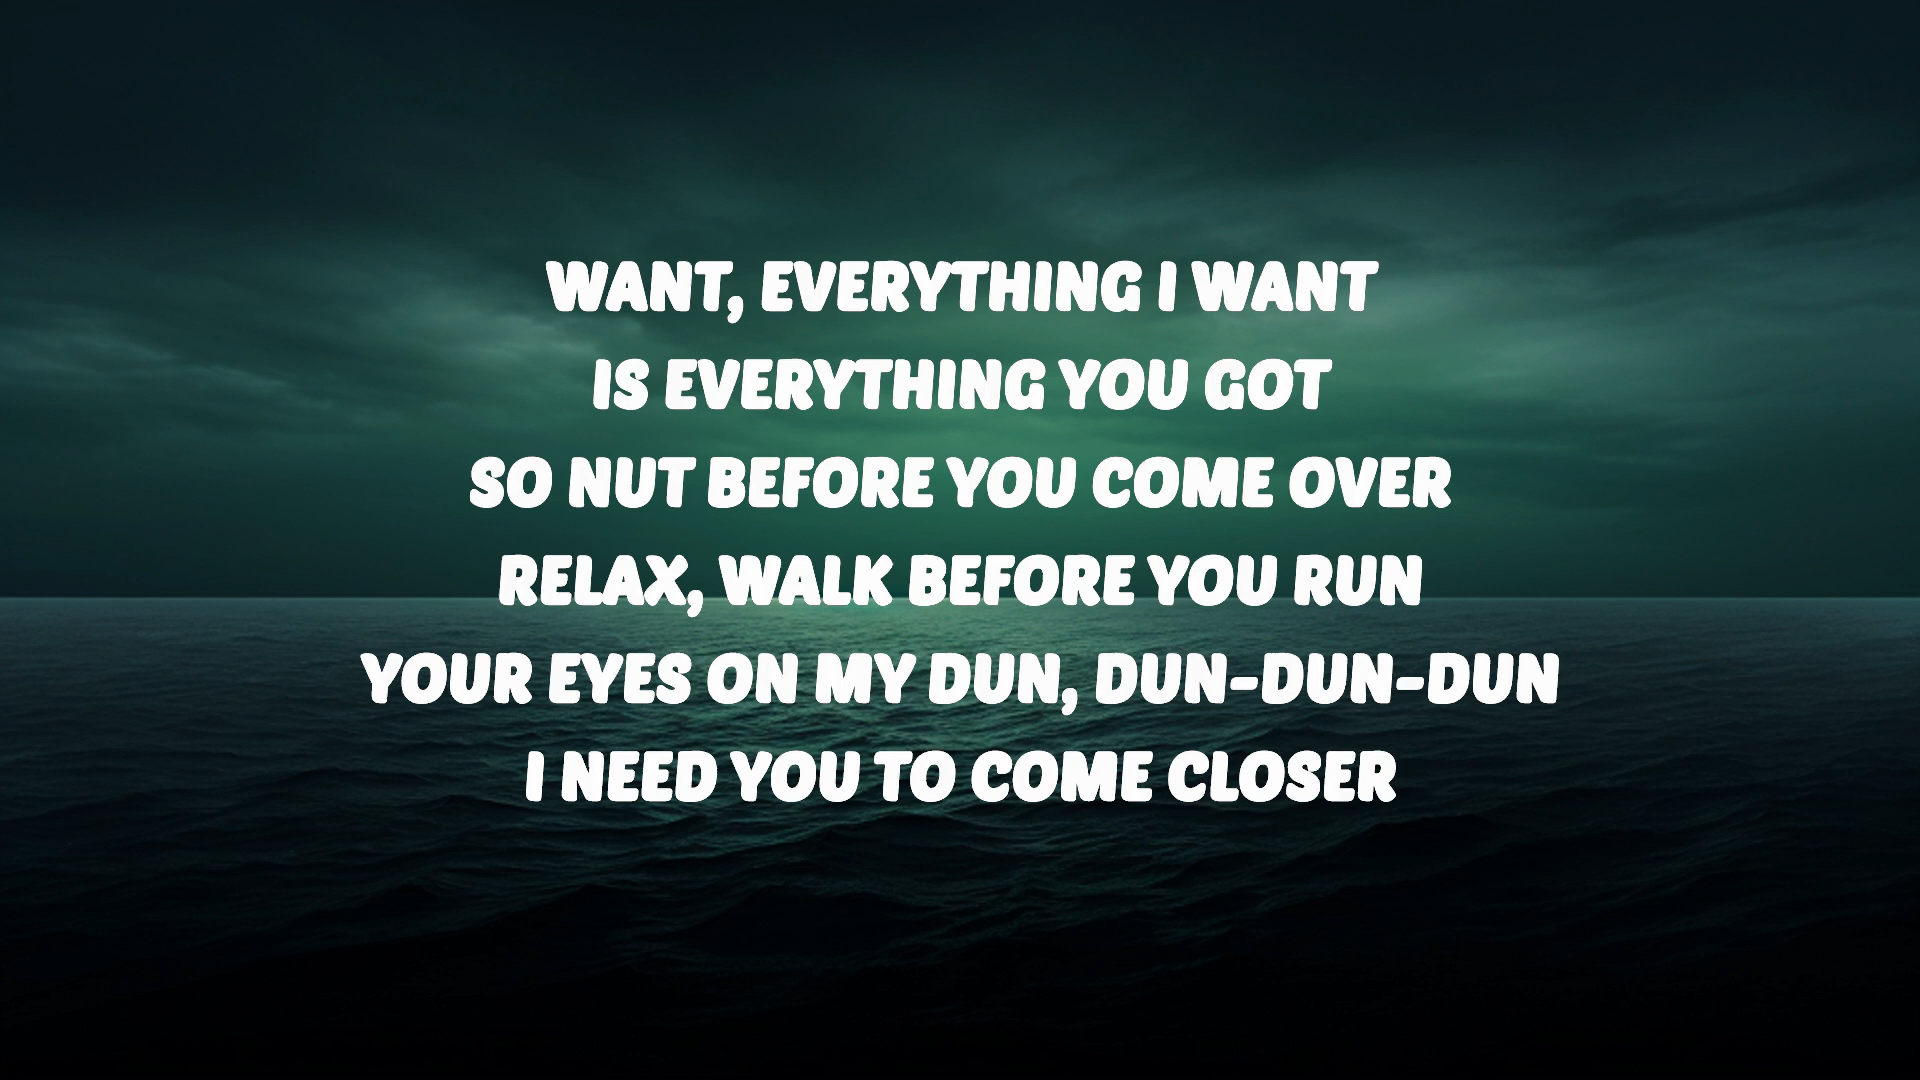 WANT, EVERYTHING I WANT
IS EVERYTHING YOU GOT
SO NUT BEFORE YOU COME OVER
RELAX, WALK BEFORE YOU RUN
YOUR EYES ON MY DUN, DUN-DUN-DUN
I NEED YOU TO COME CLOSER